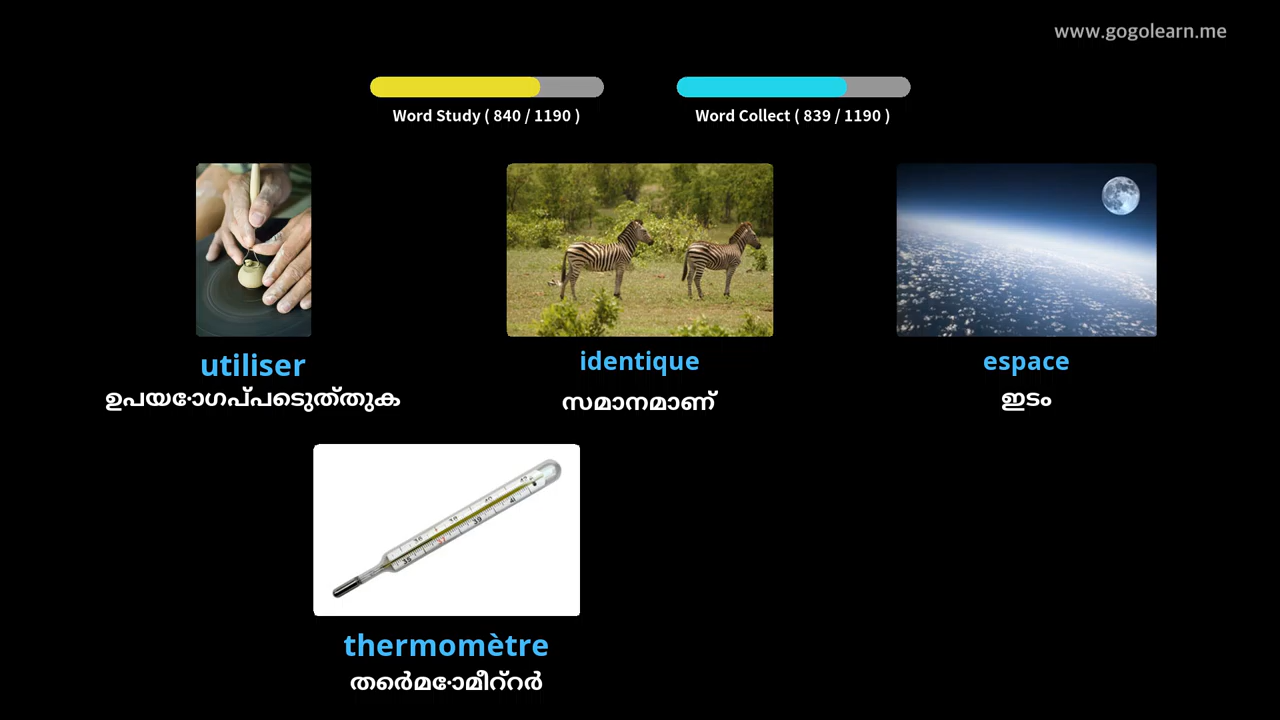 www.gogolearn.me
Word Study ( 840 / 1190 )
Word Collect ( 839 / 1190 )
utiliser
ഉപയോഗപ്പെടുത്തുക
identique
സമാനമാണ്
espace
ഇടം
thermomètre
തെർമോമീറ്റർ